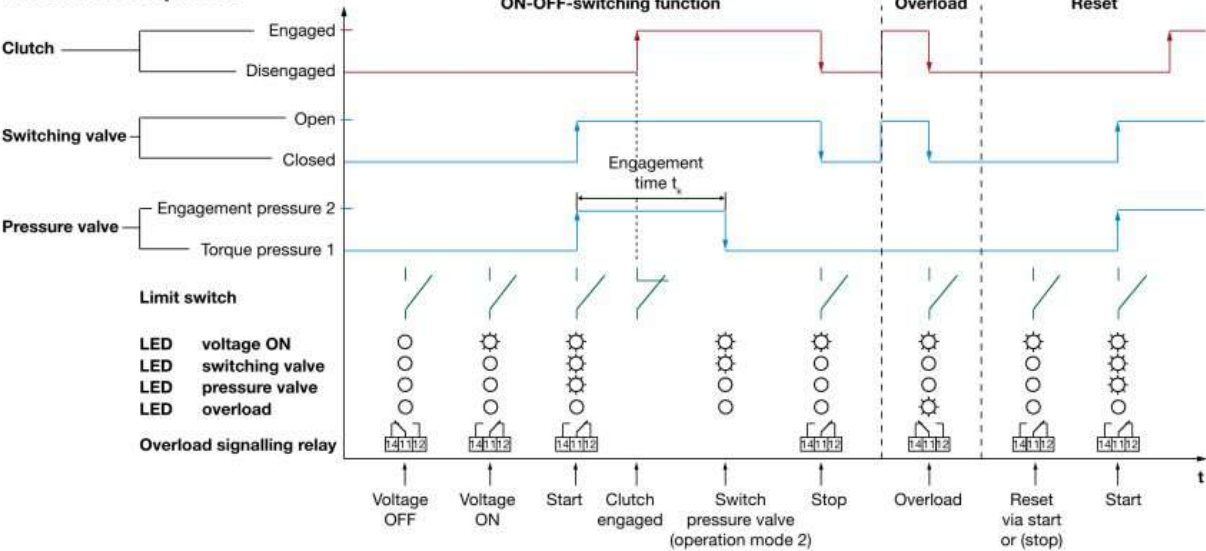 ON-OFF-switching function
Overload
Reset
Clutch
Engaged
Disengaged
Switching valve
Open
Closed
Engagement
time tk
Pressure valve
Engagement pressure 2
Torque pressure 1
Limit switch
LED voltage ON
LED switching valve
LED pressure valve
LED overload
Overload signalling relay
14 11 12
14 11 12
14 11 12
14 11 12
14 11 12
14 11 12
14 11 12
t
Voltage
OFF
Voltage
ON
Start
Clutch
engaged
Switch
pressure valve
(operation mode 2)
Stop
Overload
Reset
via start
or (stop)
Start